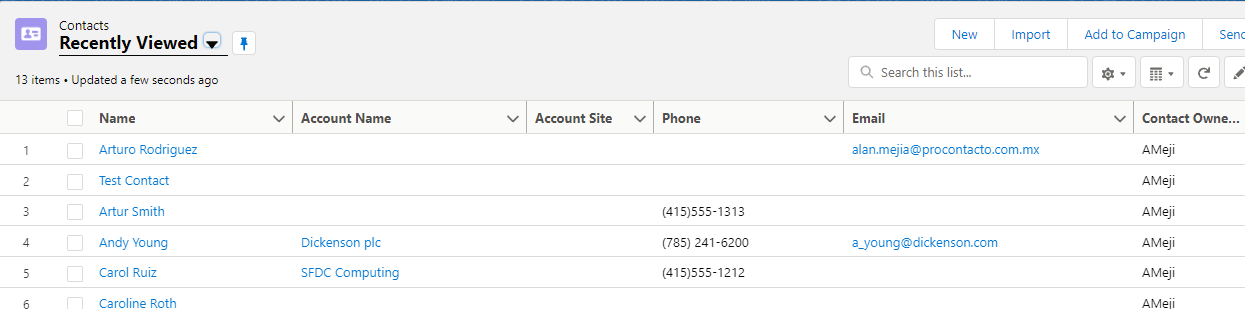 Contacts
Recently Viewed
New Import Add to Campaign Send
13 items • Updated a few seconds ago
Search this list...
Name Account Name Account Site Phone Email Contact Owne...
1 Arturo Rodriguez alan.mejia@procontacto.com.mx AMeji
2 Test Contact AMeji
3 Artur Smith (415)555-1313 AMeji
4 Andy Young Dickenson plc (785) 241-6200 a_young@dickenson.com AMeji
5 Carol Ruiz SFDC Computing (415)555-1212 AMeji
6 Caroline Roth AMeji